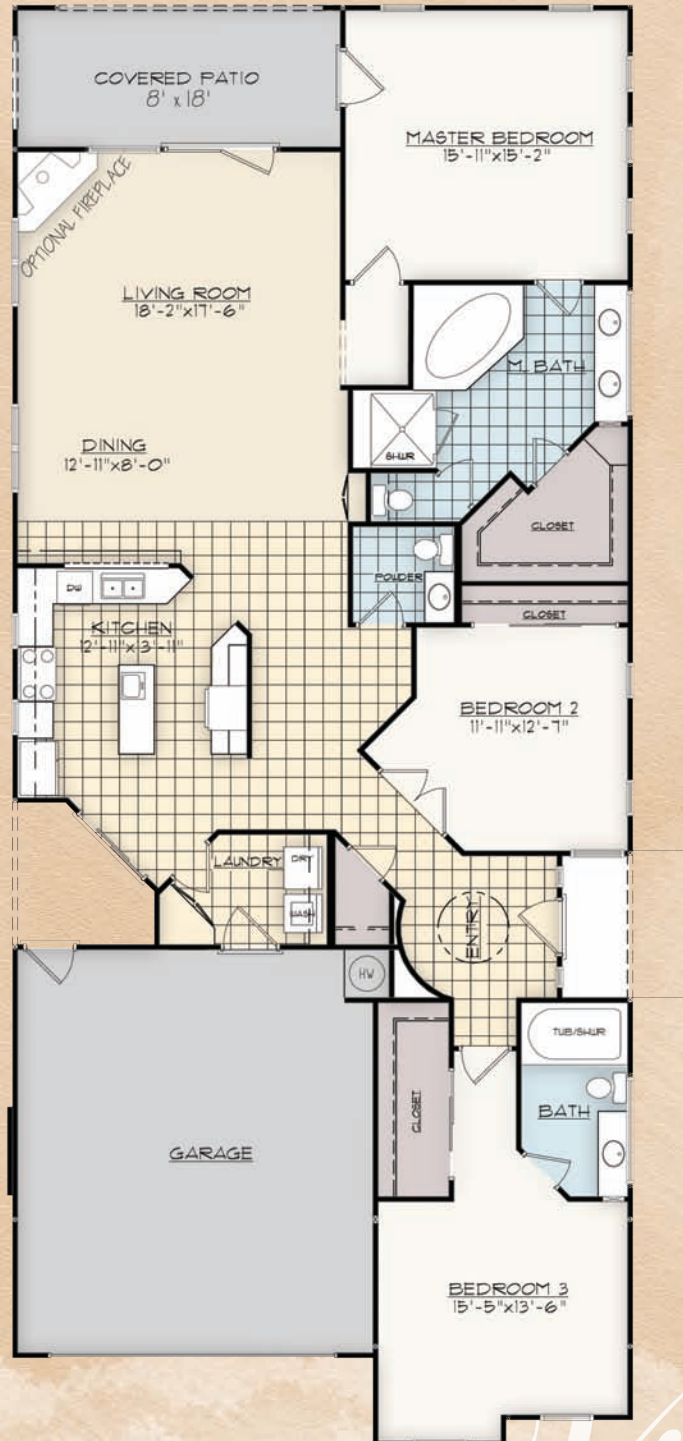 COVERED PATIO
8' x 18'
MASTER BEDROOM
15'-11"x15'-2"
OPTIONAL FIREPLACE
LIVING ROOM
18'-2"x17'-6"
M. BATH
DINING
12'-11"x8'-0"
SHWR
CLOSET
DW
POWDER
CLOSET
KITCHEN
12'-11"x13'-11"
BEDROOM 2
11'-11"x12'-7"
LAUNDRY
DRY
WASH
ENTRY
HW
TUB/SHWR
CLOSET
BATH
GARAGE
BEDROOM 3
15'-5"x13'-6"